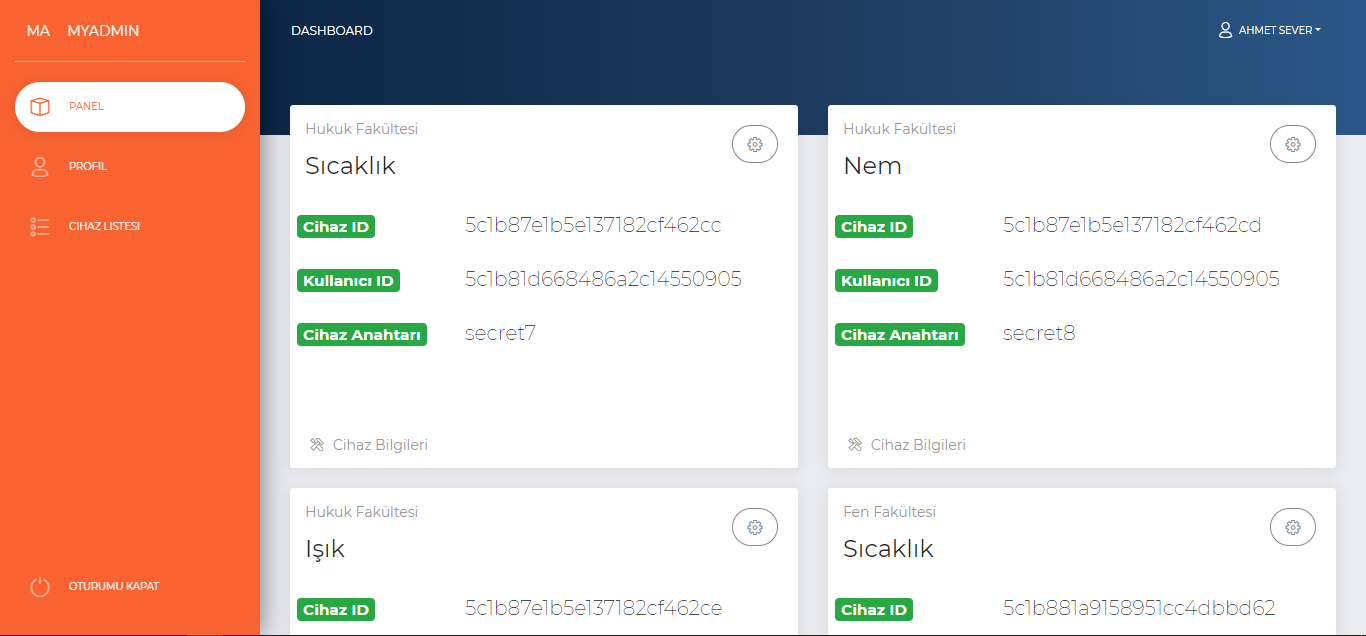 MA MYADMIN
PANEL
PROFIL
CIHAZ LISTESI
OTURUMU KAPAT
DASHBOARD
AHMET SEVER
Hukuk Fakültesi
Sıcaklık
Cihaz ID 5c1b87e1b5e137182cf462cc
Kullanıcı ID 5c1b81d668486a2c14550905
Cihaz Anahtarı secret7
Cihaz Bilgileri
Hukuk Fakültesi
Nem
Cihaz ID 5c1b87e1b5e137182cf462cd
Kullanıcı ID 5c1b81d668486a2c14550905
Cihaz Anahtarı secret8
Cihaz Bilgileri
Hukuk Fakültesi
Işık
Cihaz ID 5c1b87e1b5e137182cf462ce
Fen Fakültesi
Sıcaklık
Cihaz ID 5c1b881a9158951cc4dbbd62